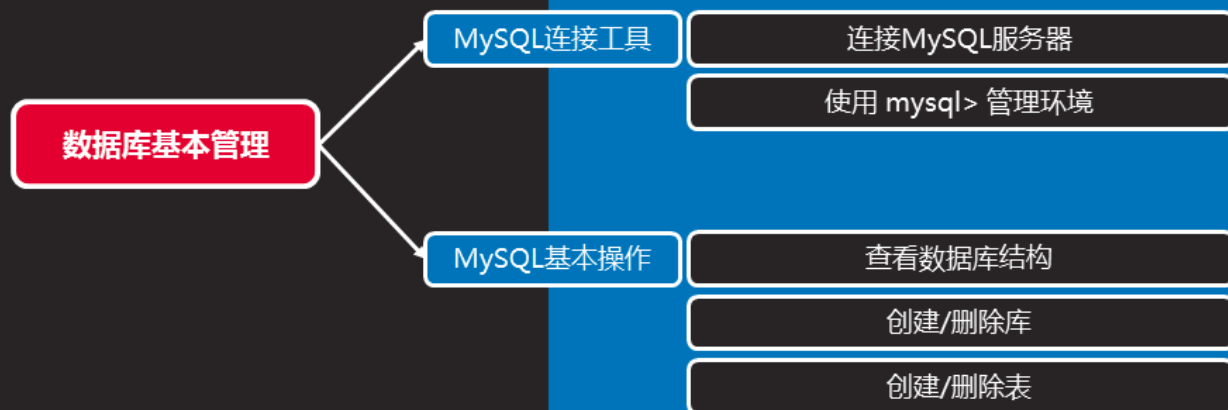 数据库基本管理
MySQL连接工具
连接MySQL服务器
使用 mysql> 管理环境
MySQL基本操作
查看数据库结构
创建/删除库
创建/删除表